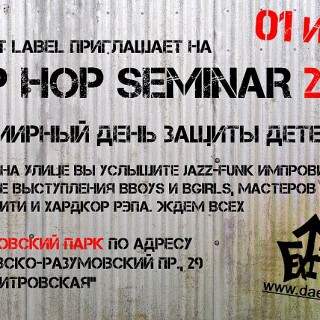 01 И
T LABEL ПРИГЛАШАЕТ НА
P HOP SEMINAR 2
МИРНЫЙ ДЕНЬ ЗАЩИТЫ ДЕТЕ
НА УЛИЦЕ ВЫ УСЛЫШИТЕ JAZZ-FUNK ИМПРОВИ
Е ВЫСТУПЛЕНИЯ BBOYS И BGIRLS, МАСТЕРОВ
ИТИ И ХАРДКОР РЭПА. ЖДЕМ ВСЕХ
ОВСКИЙ ПАРК ПО АДРЕСУ
ВСКО-РАЗУМОВСКИЙ ПР., 29
ИТРОВСКАЯ"
www.dae